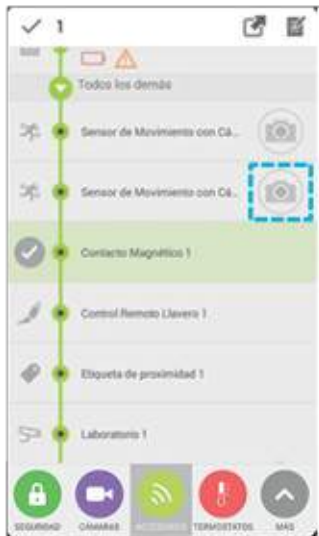 1
Todos los demás
Sensor de Movimiento con Cá...
Sensor de Movimiento con Cá...
Contacto Magnético 1
Control Remoto Llavero 1
Etiqueta de proximidad 1
Laboratorio 1
SEGURIDAD CÁMARAS ACCESORIOS TERMOSTATOS MÁS